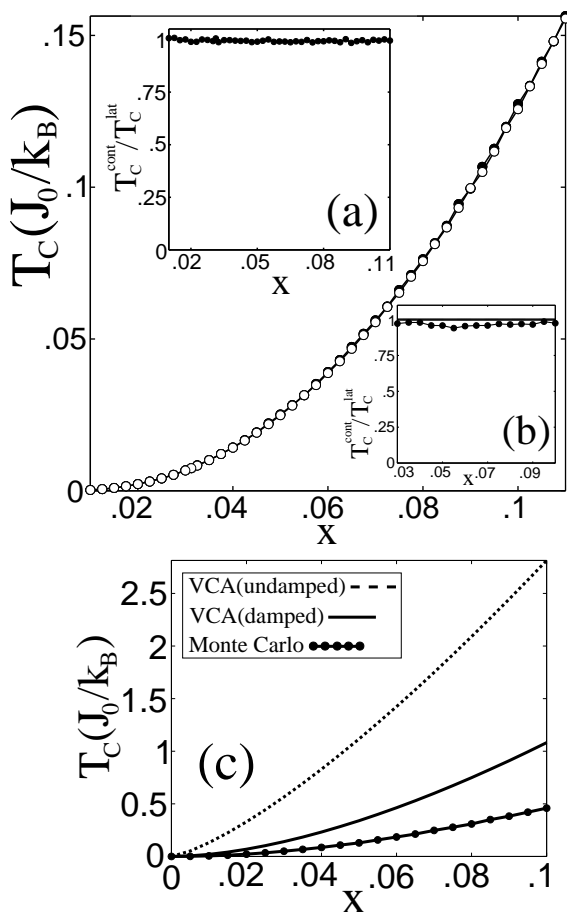 .15
.1
.05
0
T_C(J_0/k_B)
.02
.04
.06
.08
.1
x
1
.75
.5
.25
0
T_C^cont/T_C^lat
(a)
.02
.05
.08
.11
x
1
.75
.5
.25
0
T_C^cont/T_C^lat
(b)
.03
.05
x
.07
.09
2.5
2
1.5
1
0.5
0
T_C(J_0/k_B)
VCA(undamped)
VCA(damped)
Monte Carlo
(c)
0
.02
.04
.06
.08
0.1
x